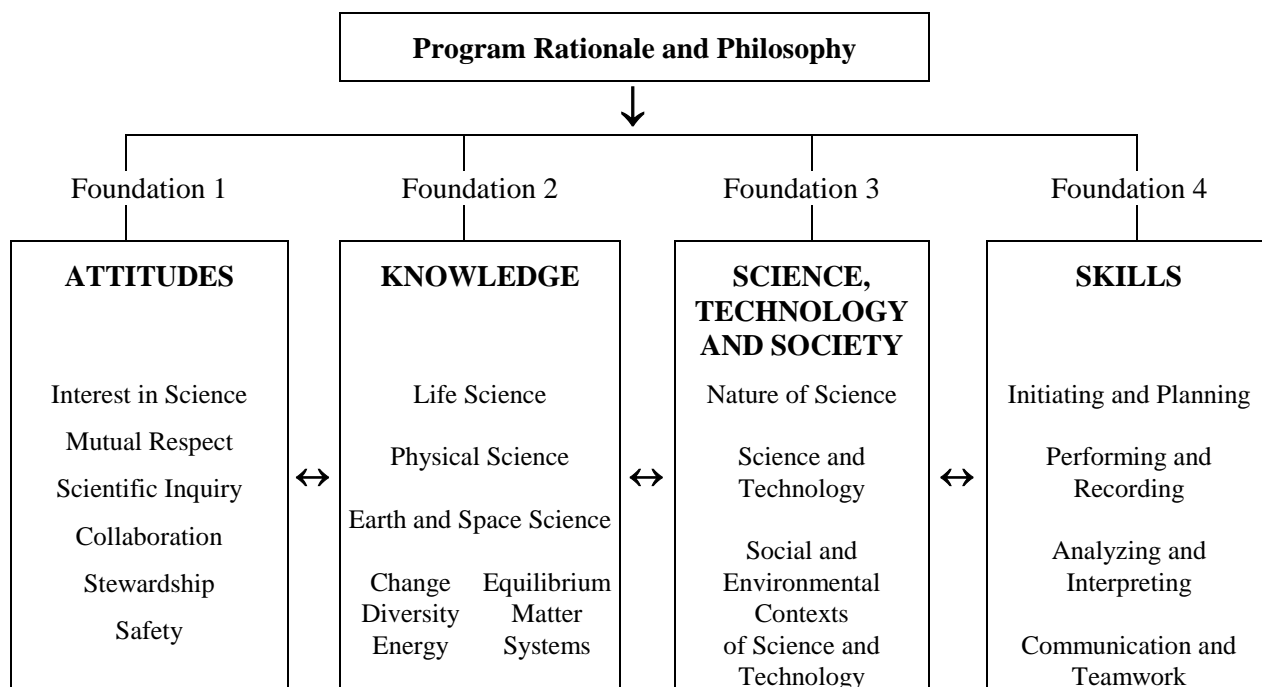 Program Rationale and Philosophy
↓
Foundation 1
Foundation 2
Foundation 3
Foundation 4
ATTITUDES
Interest in Science
Mutual Respect
Scientific Inquiry
Collaboration
Stewardship
Safety
↔
KNOWLEDGE
Life Science
Physical Science
Earth and Space Science
Change Equilibrium
Diversity Matter
Energy Systems
↔
SCIENCE,
TECHNOLOGY
AND SOCIETY
Nature of Science
Science and
Technology
Social and
Environmental
Contexts
of Science and
Technology
↔
SKILLS
Initiating and Planning
Performing and
Recording
Analyzing and
Interpreting
Communication and
Teamwork